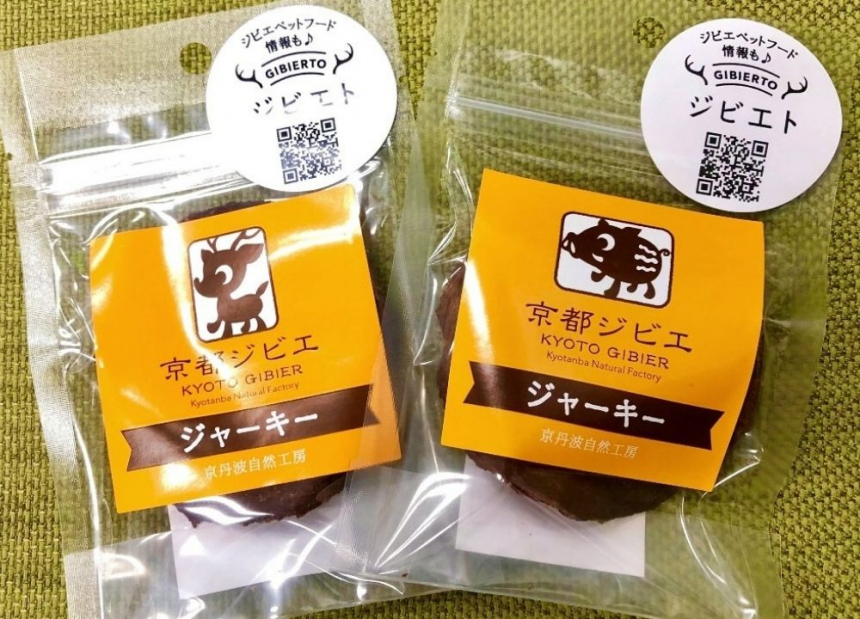 ジビエペットフード
情報も♪
GIBIERTO
ジビエト
京都ジビエ
KYOTO GIBIER
Kyotanba Natural Factory
ジャーキー
京丹波自然工房
ジビエペットフード
情報も♪
GIBIERTO
ジビエト
京都ジビエ
KYOTO GIBIER
Kyotanba Natural Factory
ジャーキー
京丹波自然工房